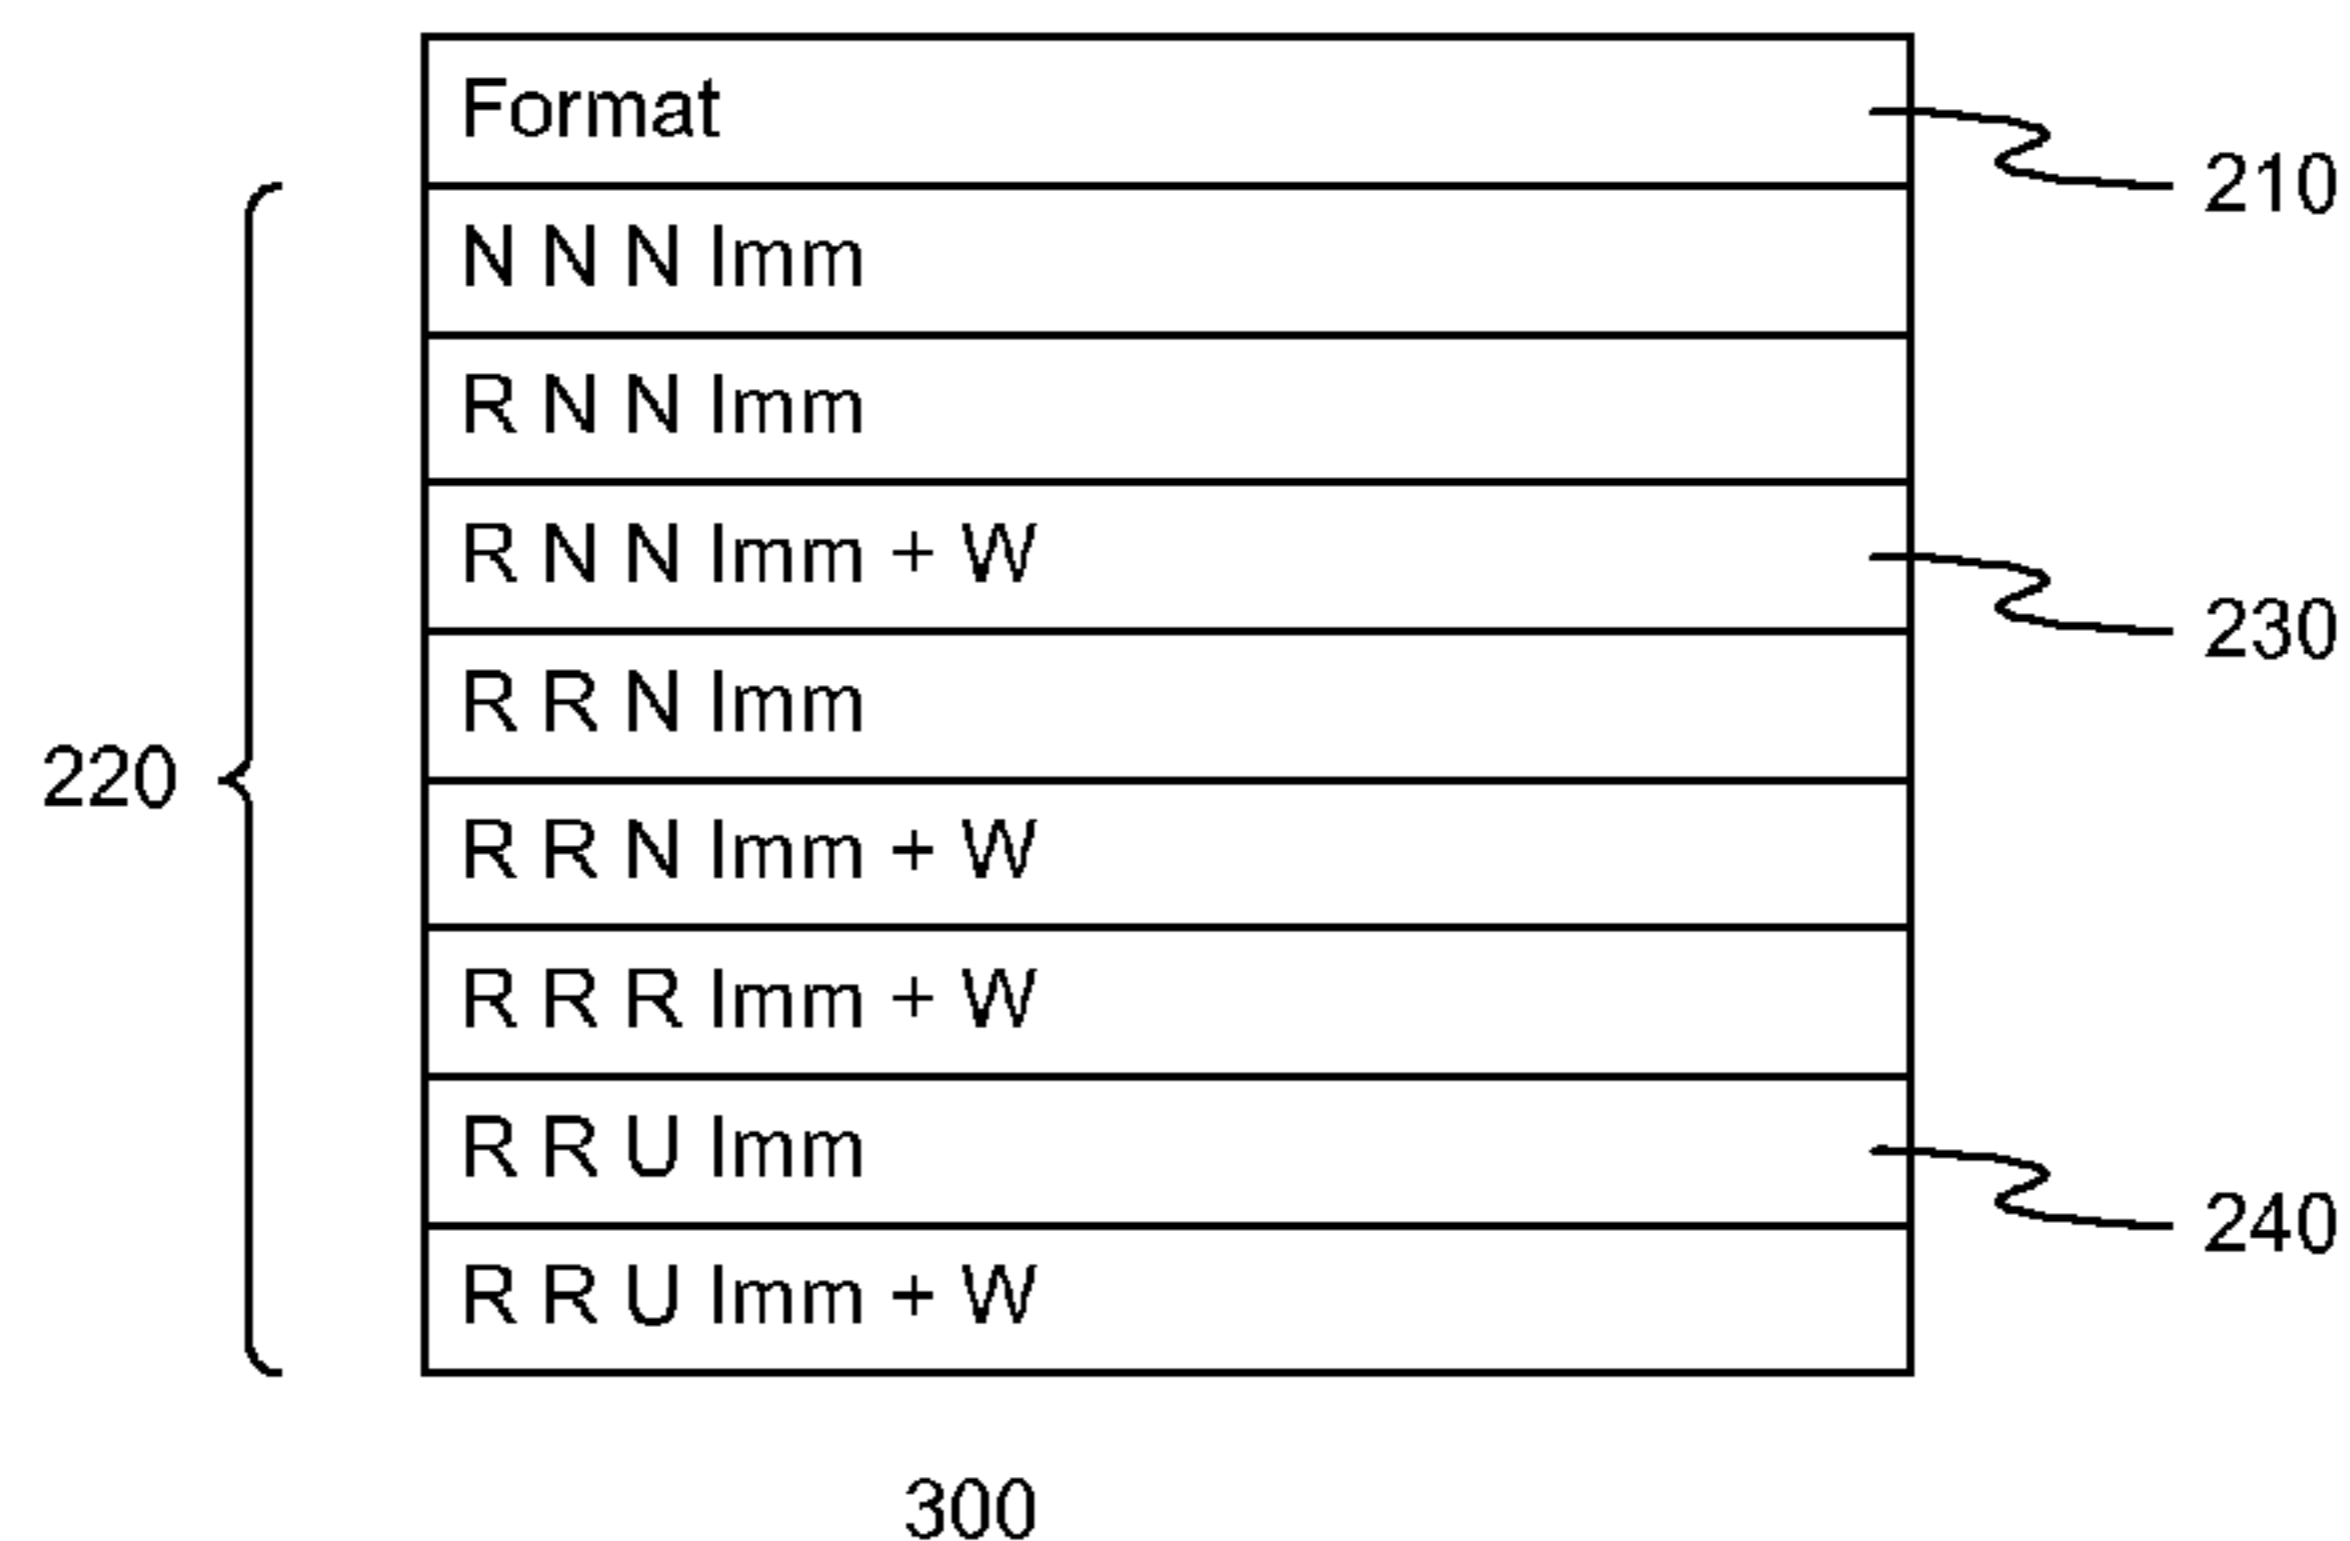 Format
210
N N N Imm
R N N Imm
R N N Imm + W
230
R R N Imm
220
R R N Imm + W
R R R Imm + W
R R U Imm
240
R R U Imm + W
300